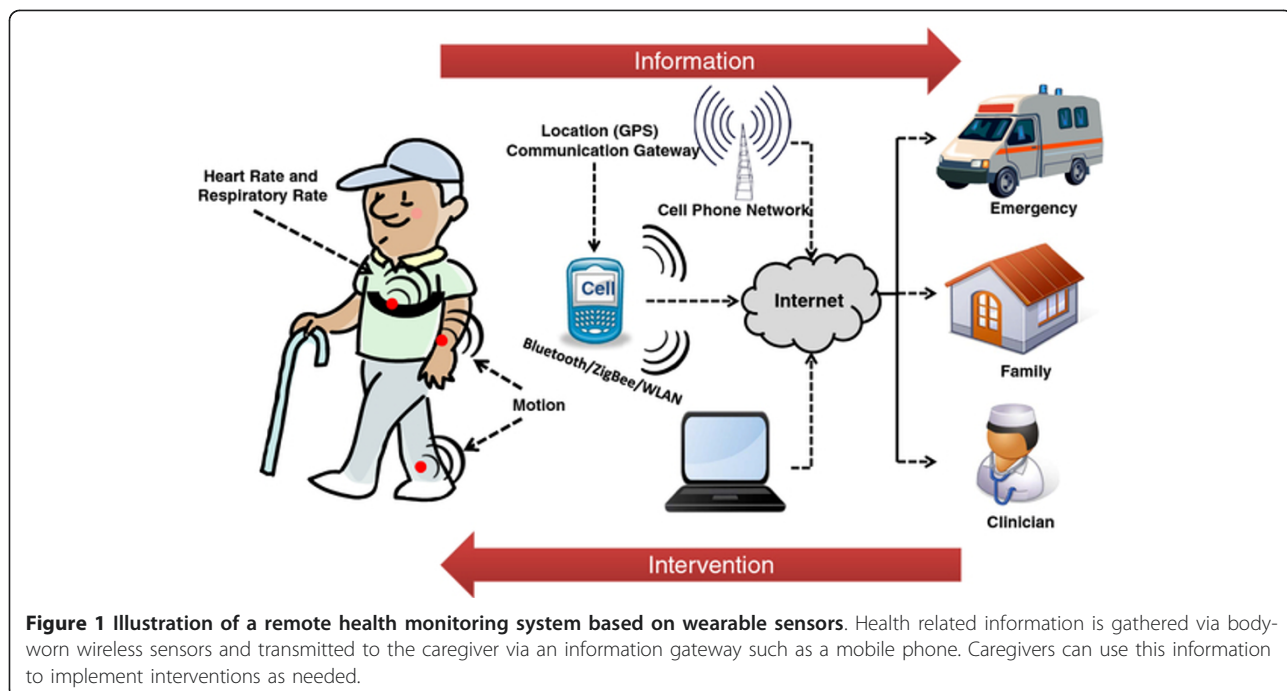 Information
Location (GPS)
Communication Gateway
Heart Rate and
Respiratory Rate
Cell Phone Network
Emergency
Cell
Internet
Bluetooth/ZigBee/WLAN
Family
Motion
Clinician
Intervention
Figure 1 Illustration of a remote health monitoring system based on wearable sensors. Health related information is gathered via body-
worn wireless sensors and transmitted to the caregiver via an information gateway such as a mobile phone. Caregivers can use this information
to implement interventions as needed.